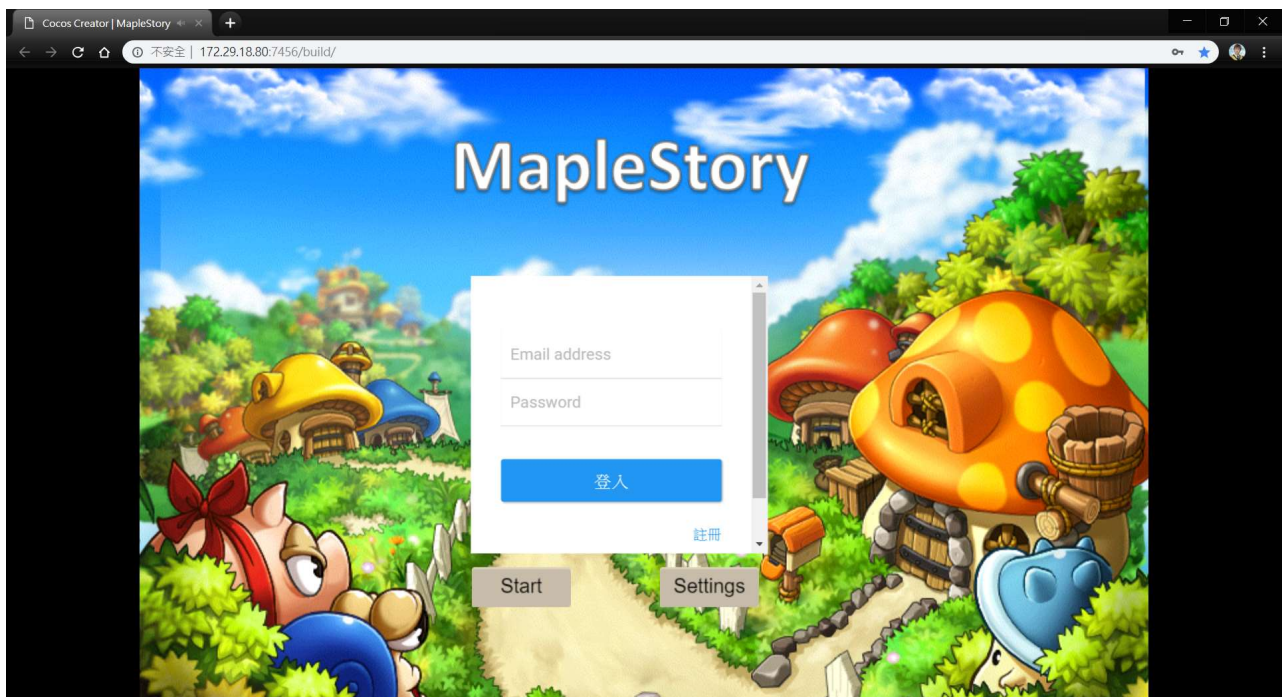 Cocos Creator | MapleStory
不安全 | 172.29.18.80:7456/build/
MapleStory
Email address
Password
登入
註冊
Start
Settings